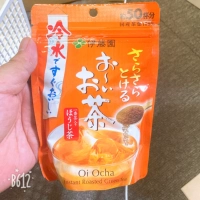 50杯分
伊藤園
冷水で
すぐおいしい
さらさら
とける
お〜いお茶
ほうじ茶
Oi Ocha
Instant Roasted Green Tea
B612